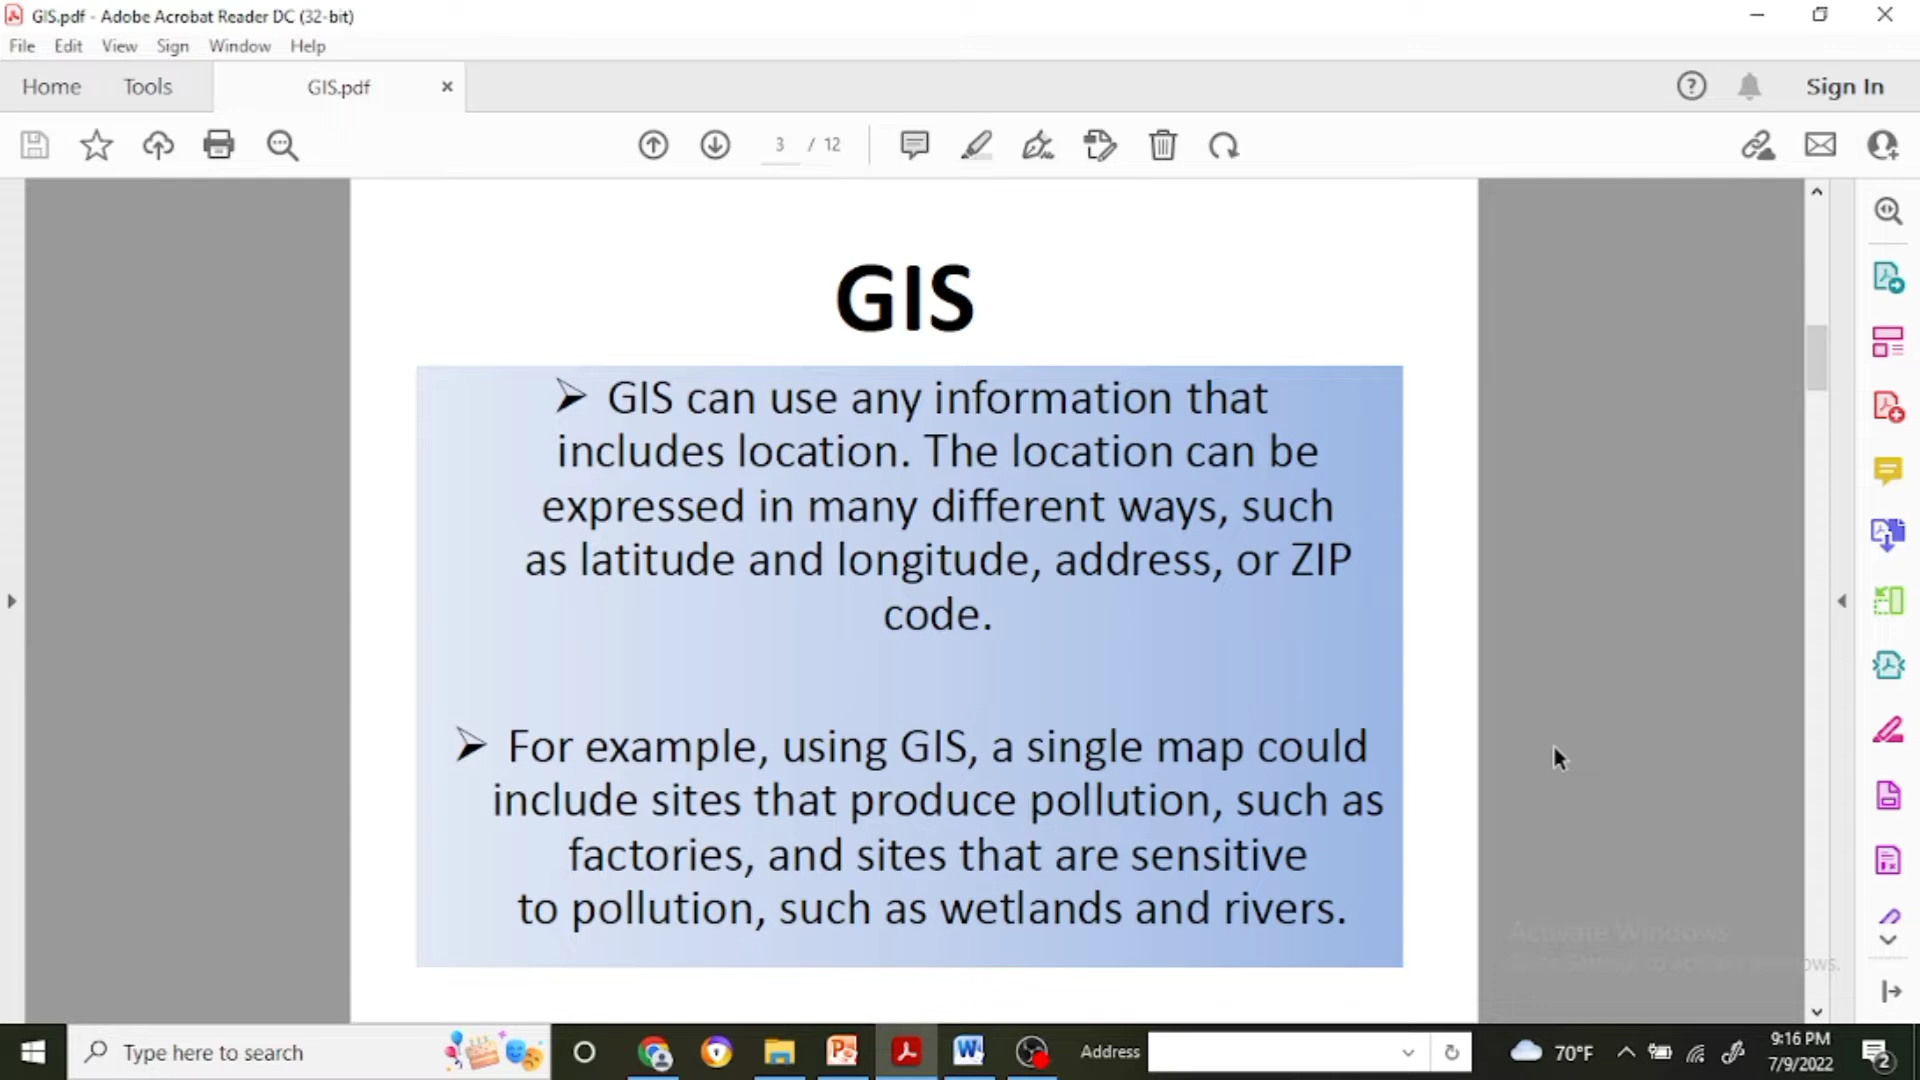 GIS.pdf - Adobe Acrobat Reader DC (32-bit)
File Edit View Sign Window Help
Home Tools GIS.pdf Sign In
3 / 12
GIS
➢ GIS can use any information that
includes location. The location can be
expressed in many different ways, such
as latitude and longitude, address, or ZIP
code.
➢ For example, using GIS, a single map could
include sites that produce pollution, such as
factories, and sites that are sensitive
to pollution, such as wetlands and rivers.
Activate Windows
Type here to search
Address
70°F
9:16 PM
7/9/2022
2